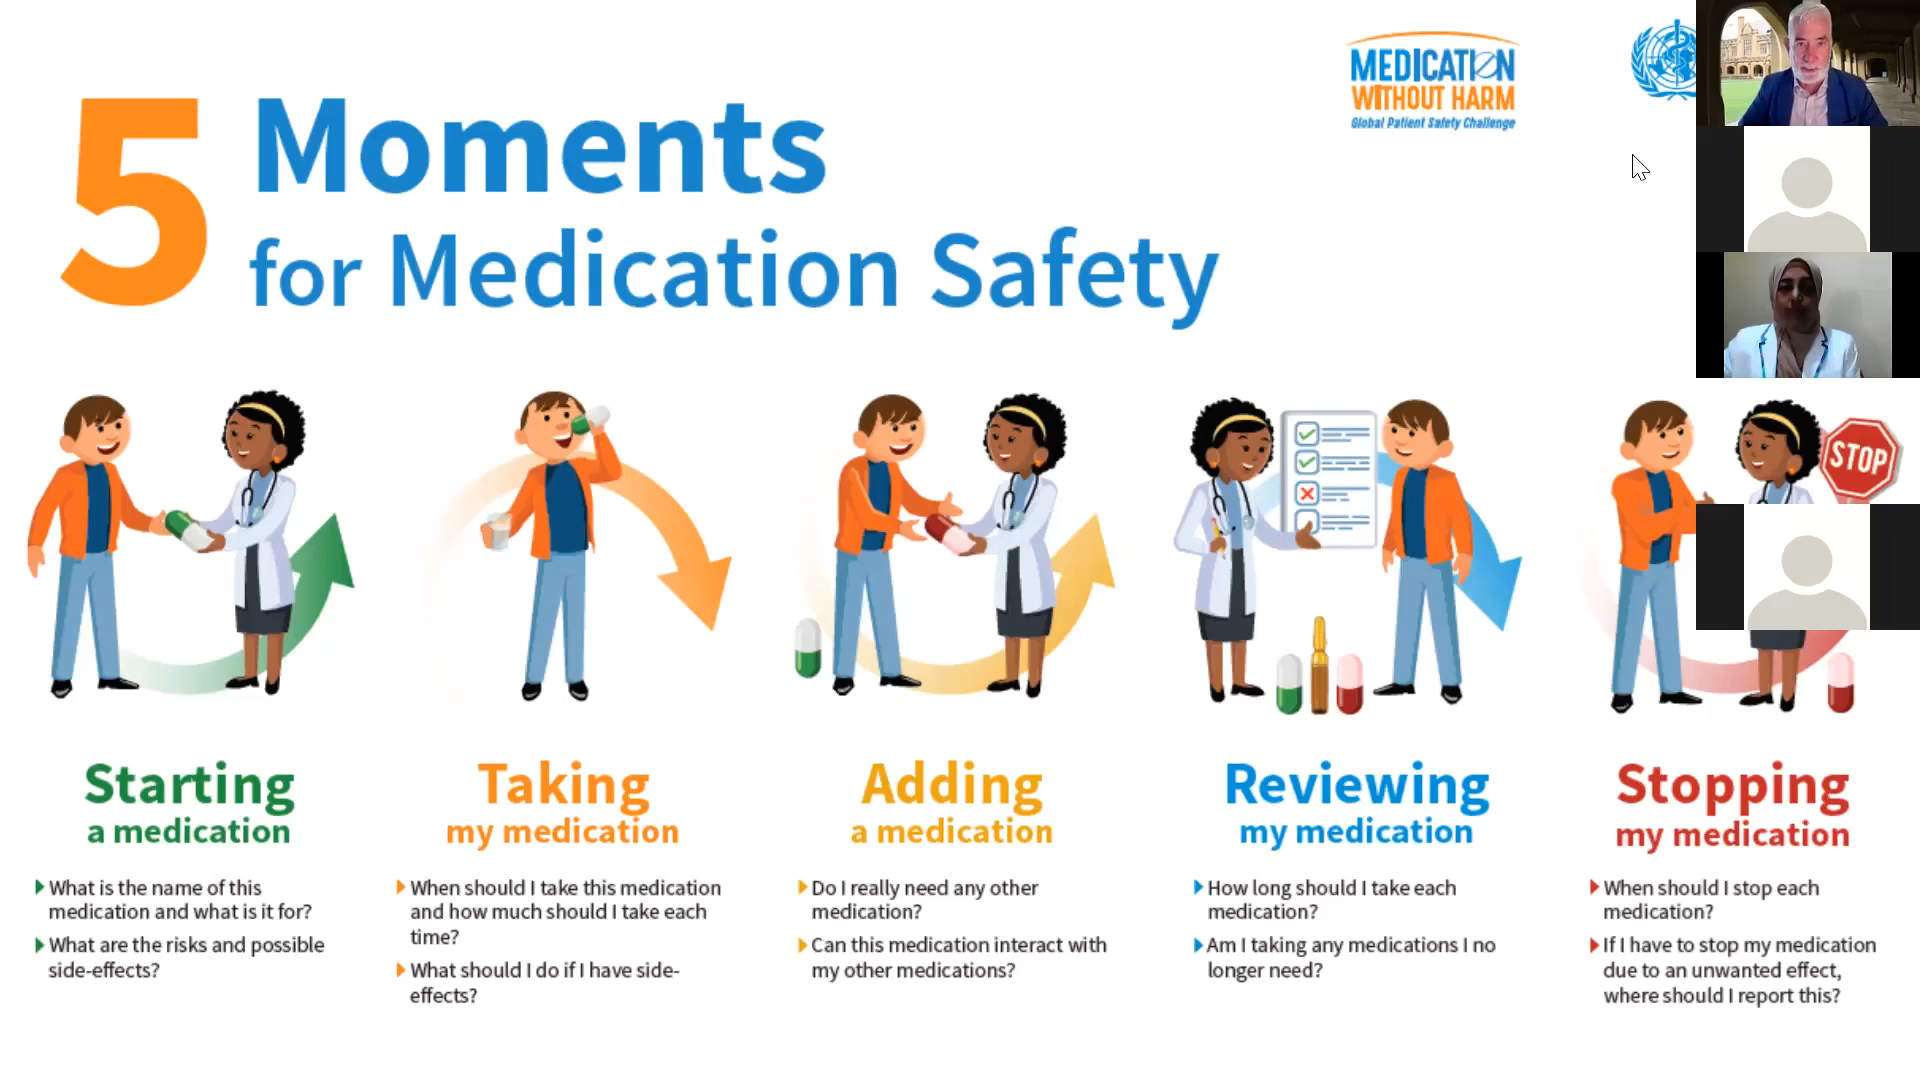 5
Moments
for Medication Safety
MEDICATION
WITHOUT HARM
Global Patient Safety Challenge
STOP
Starting
a medication
What is the name of this
medication and what is it for?
What are the risks and possible
side-effects?
Taking
my medication
When should I take this medication
and how much should I take each
time?
What should I do if I have side-
effects?
Adding
a medication
Do I really need any other
medication?
Can this medication interact with
my other medications?
Reviewing
my medication
How long should I take each
medication?
Am I taking any medications I no
longer need?
Stopping
my medication
When should I stop each
medication?
If I have to stop my medication
due to an unwanted effect,
where should I report this?